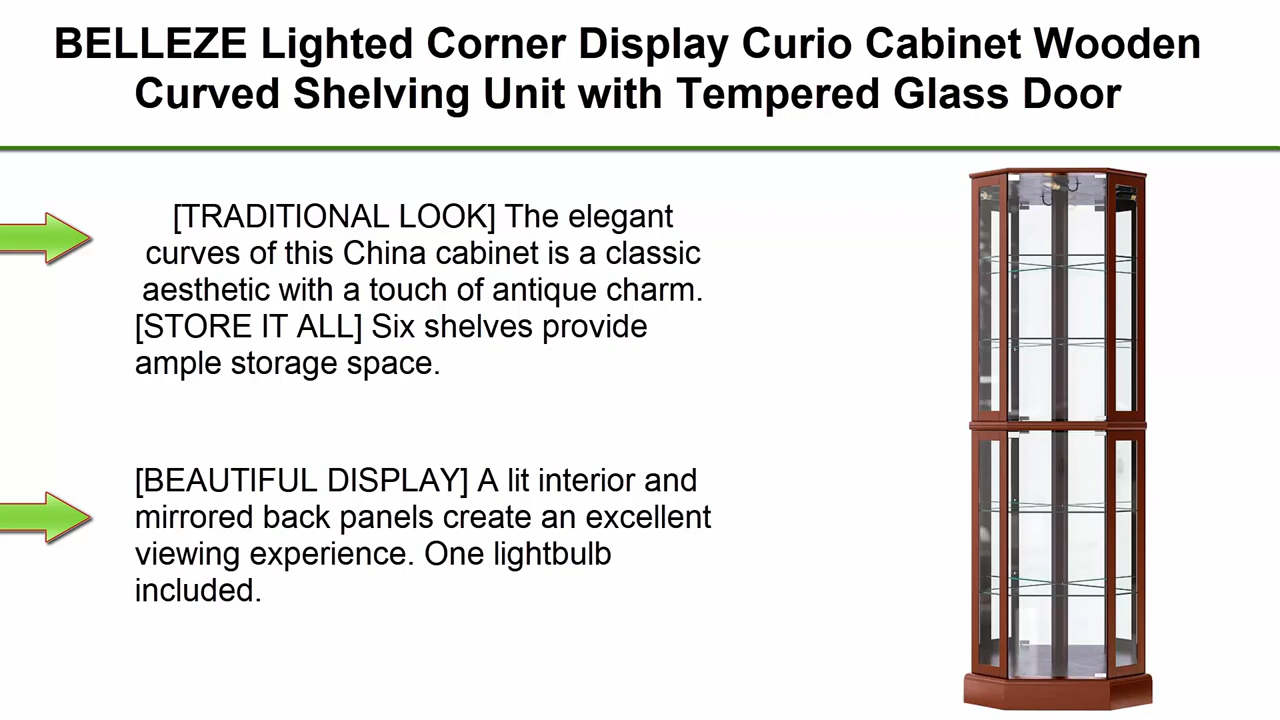 BELLEZE Lighted Corner Display Curio Cabinet Wooden
Curved Shelving Unit with Tempered Glass Door
[TRADITIONAL LOOK] The elegant
curves of this China cabinet is a classic
aesthetic with a touch of antique charm.
[STORE IT ALL] Six shelves provide
ample storage space.
[BEAUTIFUL DISPLAY] A lit interior and
mirrored back panels create an excellent
viewing experience. One lightbulb
included.